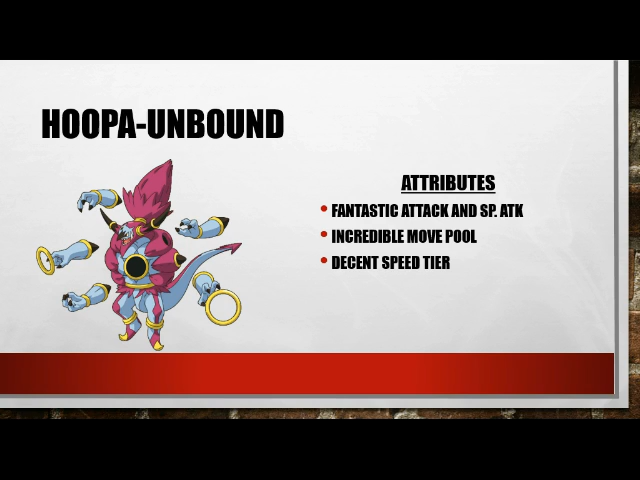 HOOPA-UNBOUND
ATTRIBUTES
• FANTASTIC ATTACK AND SP. ATK
• INCREDIBLE MOVE POOL
• DECENT SPEED TIER